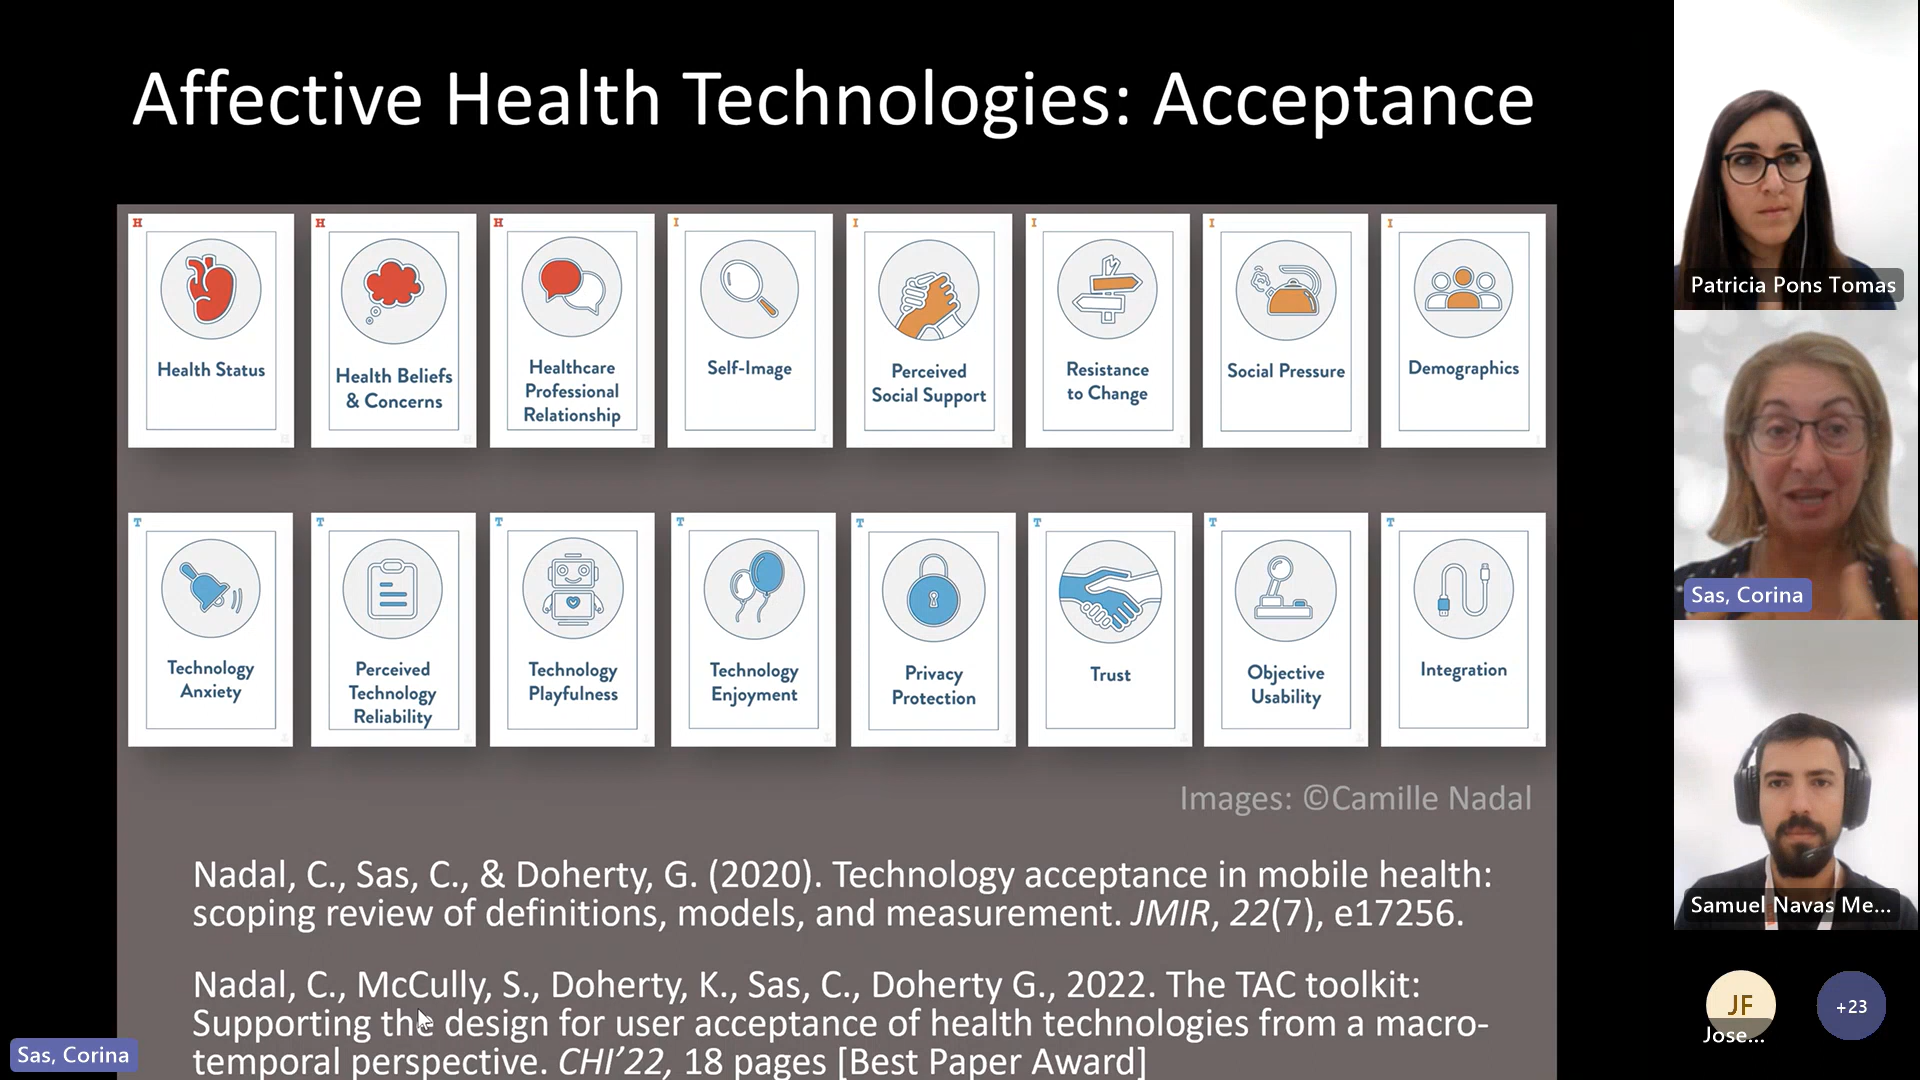 Affective Health Technologies: Acceptance
H
Health Status
H
Health Beliefs
& Concerns
H
Healthcare
Professional
Relationship
I
Self-Image
I
Perceived
Social Support
I
Resistance
to Change
I
Social Pressure
I
Demographics
T
Technology
Anxiety
T
Perceived
Technology
Reliability
T
Technology
Playfulness
T
Technology
Enjoyment
T
Privacy
Protection
T
Trust
T
Objective
Usability
T
Integration
Images: ©Camille Nadal
Nadal, C., Sas, C., & Doherty, G. (2020). Technology acceptance in mobile health:
scoping review of definitions, models, and measurement. JMIR, 22(7), e17256.
Nadal, C., McCully, S., Doherty, K., Sas, C., Doherty G., 2022. The TAC toolkit:
Supporting the design for user acceptance of health technologies from a macro-
temporal perspective. CHI’22, 18 pages [Best Paper Award]
Sas, Corina
Patricia Pons Tomas
Sas, Corina
Samuel Navas Me...
JF
Jose...
+23